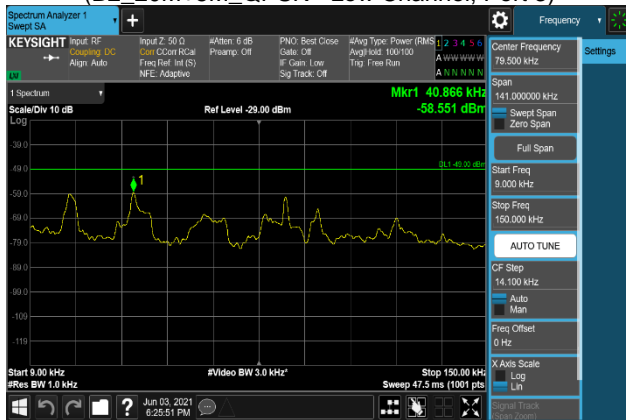 Spectrum Analyzer 1
Swept SA
Frequency
KEYSIGHT
Input: RF
Coupling: DC
Align: Auto
Input Z: 50 Ω
Corr CCorr RCal
Freq Ref: Int (S)
NFE: Adaptive
#Atten: 6 dB
Preamp: Off
PNO: Best Close
Gate: Off
IF Gain: Low
Sig Track: Off
#Avg Type: Power (RMS
Avg|Hold: 100/100
Trig: Free Run
1 2 3 4 5 6
A W W W W W
A N N N N N
LXI
1 Spectrum
Scale/Div 10 dB
Ref Level -29.00 dBm
Mkr1 40.866 kHz
-58.551 dBm
Log
-39.0
-49.0
-59.0
-69.0
-79.0
-89.0
-99.0
-109
-119
1
DL1 -49.00 dBm
Start 9.00 kHz
#Res BW 1.0 kHz
#Video BW 3.0 kHz*
Stop 150.00 kHz
Sweep 47.5 ms (1001 pts
?
Jun 03, 2021
6:25:51 PM
Center Frequency
79.500 kHz
Settings
Span
141.000000 kHz
Swept Span
Zero Span
Full Span
Start Freq
9.000 kHz
Stop Freq
150.000 kHz
AUTO TUNE
CF Step
14.100 kHz
Auto
Man
Freq Offset
0 Hz
X Axis Scale
Log
Lin
Signal Track
(Span Zoom)